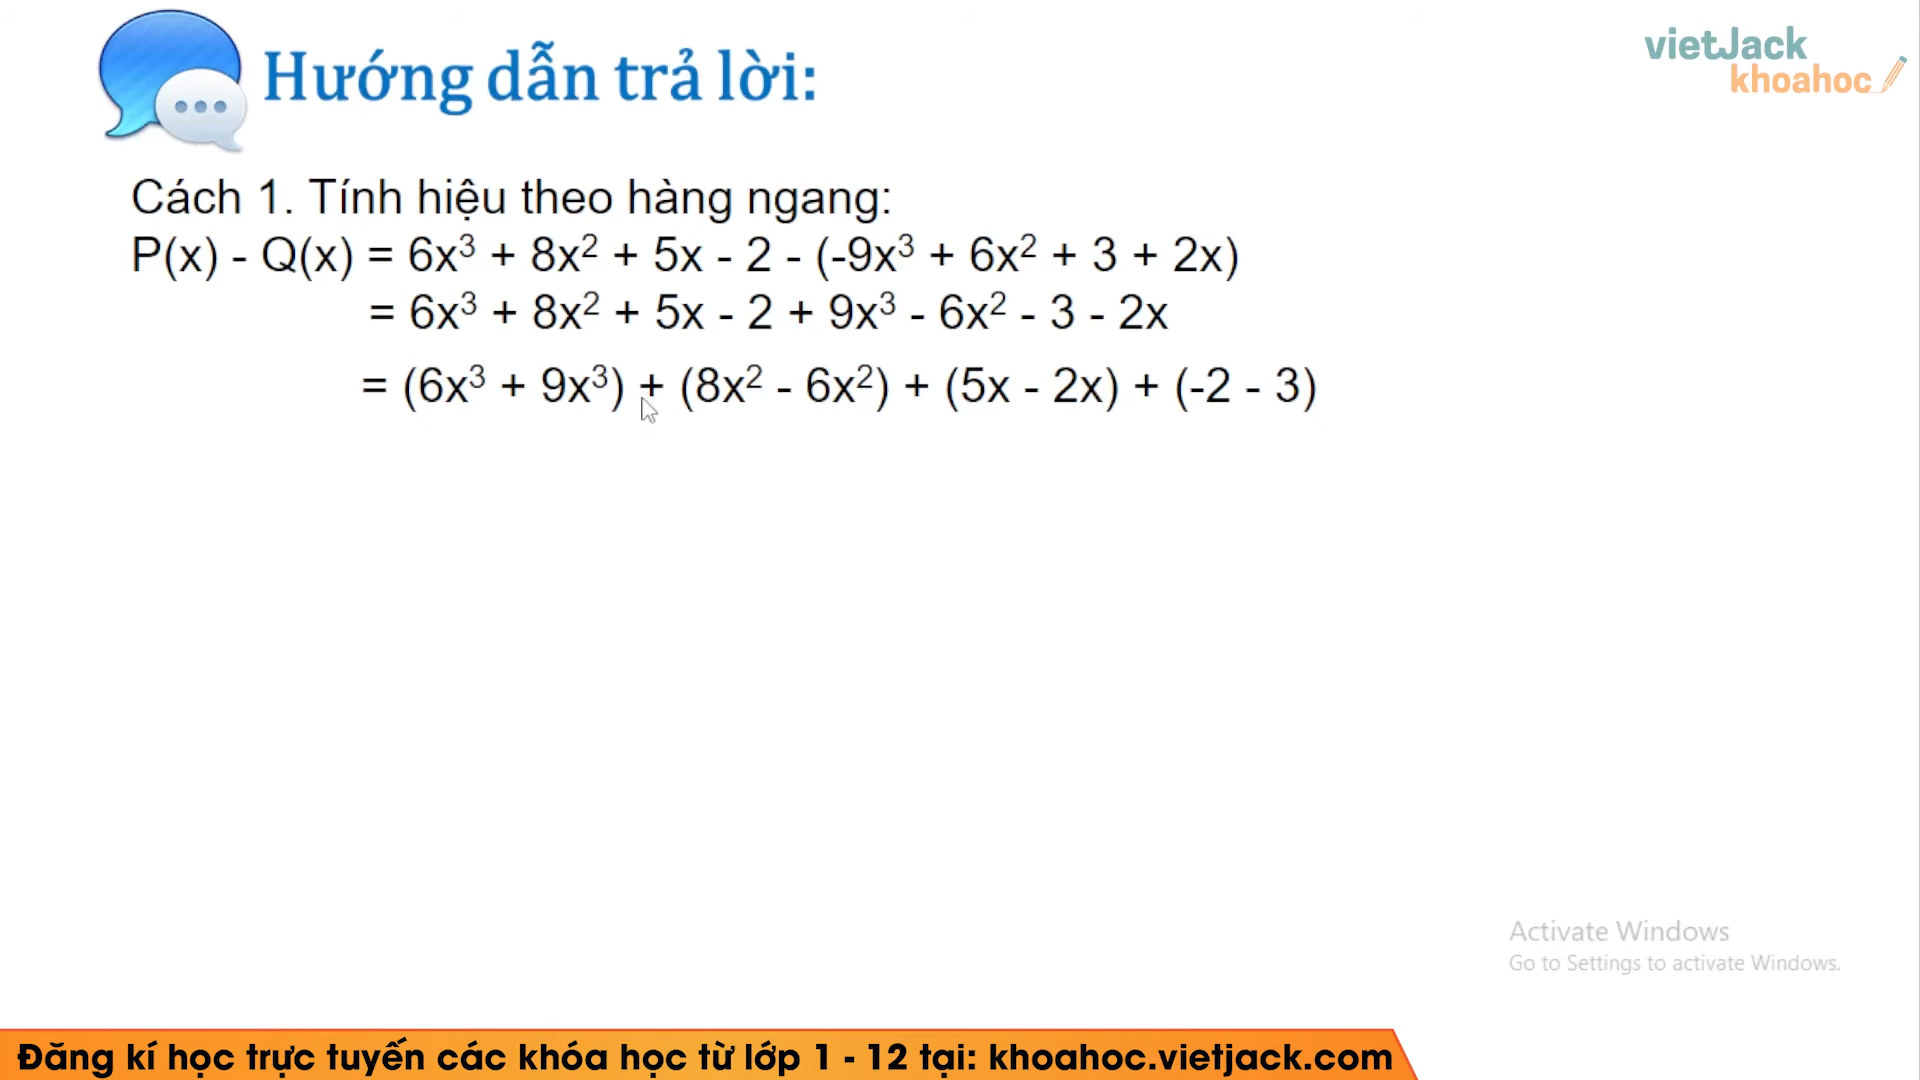 vietJack
khoahoc
Hướng dẫn trả lời:
Cách 1. Tính hiệu theo hàng ngang:
P(x) - Q(x) = 6x³ + 8x² + 5x - 2 - (-9x³ + 6x² + 3 + 2x)
= 6x³ + 8x² + 5x - 2 + 9x³ - 6x² - 3 - 2x
= (6x³ + 9x³) + (8x² - 6x²) + (5x - 2x) + (-2 - 3)
Activate Windows
Go to Settings to activate Windows.
Đăng kí học trực tuyến các khóa học từ lớp 1 - 12 tại: khoahoc.vietjack.com